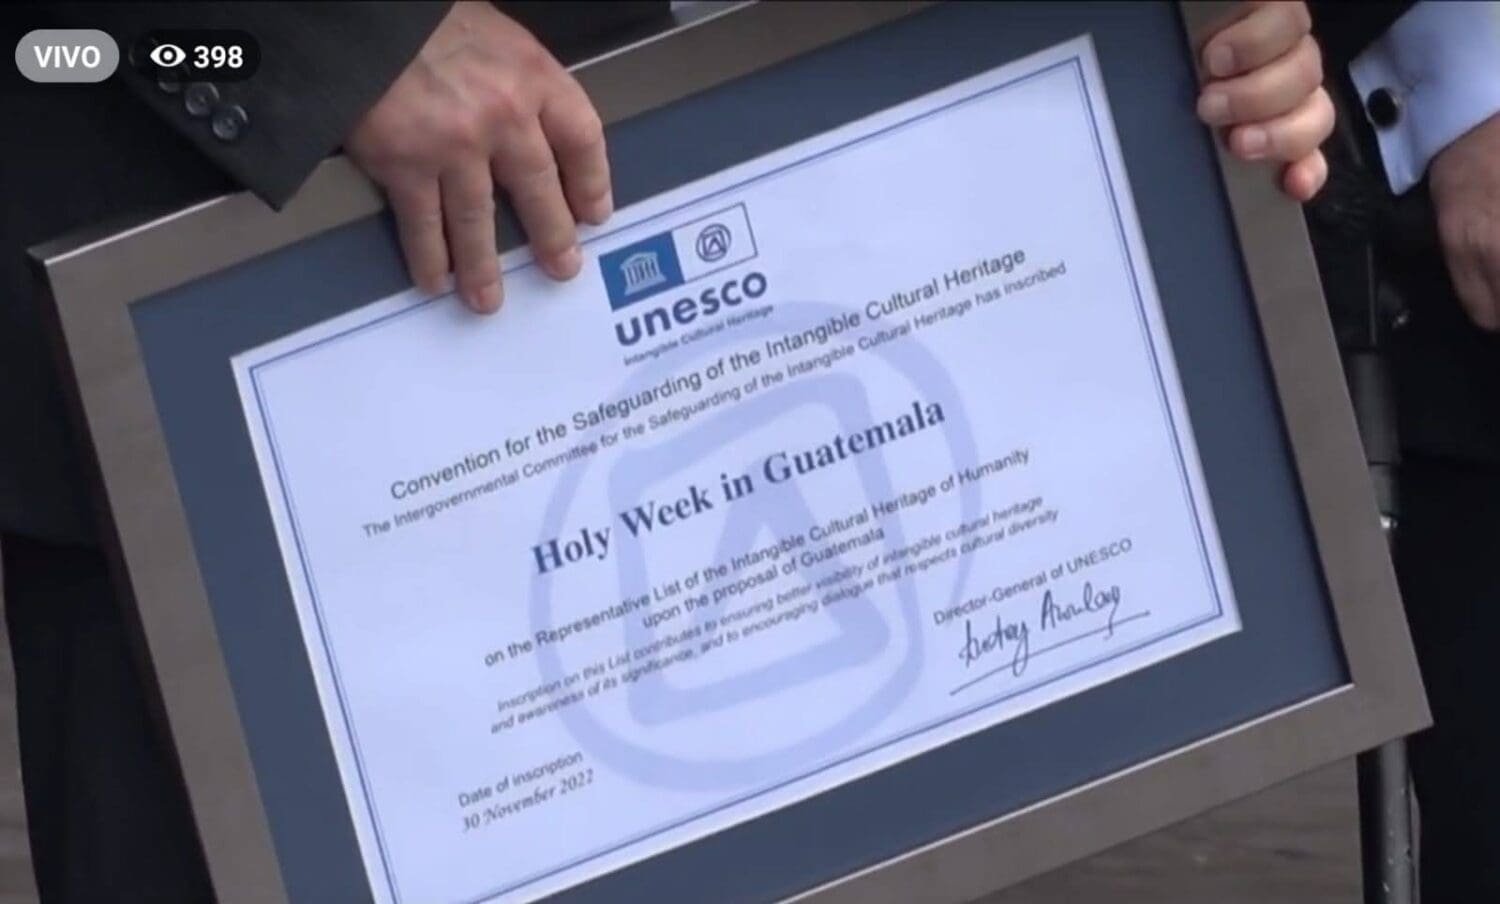 VIVO 398
unesco
Intangible Cultural Heritage
Convention for the Safeguarding of the Intangible Cultural Heritage
The Intergovernmental Committee for the Safeguarding of the Intangible Cultural Heritage has inscribed
Holy Week in Guatemala
on the Representative List of the Intangible Cultural Heritage of Humanity
upon the proposal of Guatemala
Inscription on this List contributes to ensuring better visibility of intangible cultural heritage
and awareness of its significance, and to encouraging dialogue that respects cultural diversity
Director-General of UNESCO
Date of inscription
30 November 2022